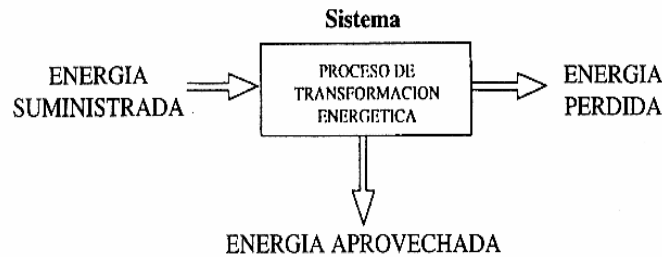 Sistema
ENERGIA
SUMINISTRADA
PROCESO DE
TRANSFORMACION
ENERGETICA
ENERGIA
PERDIDA
ENERGIA APROVECHADA